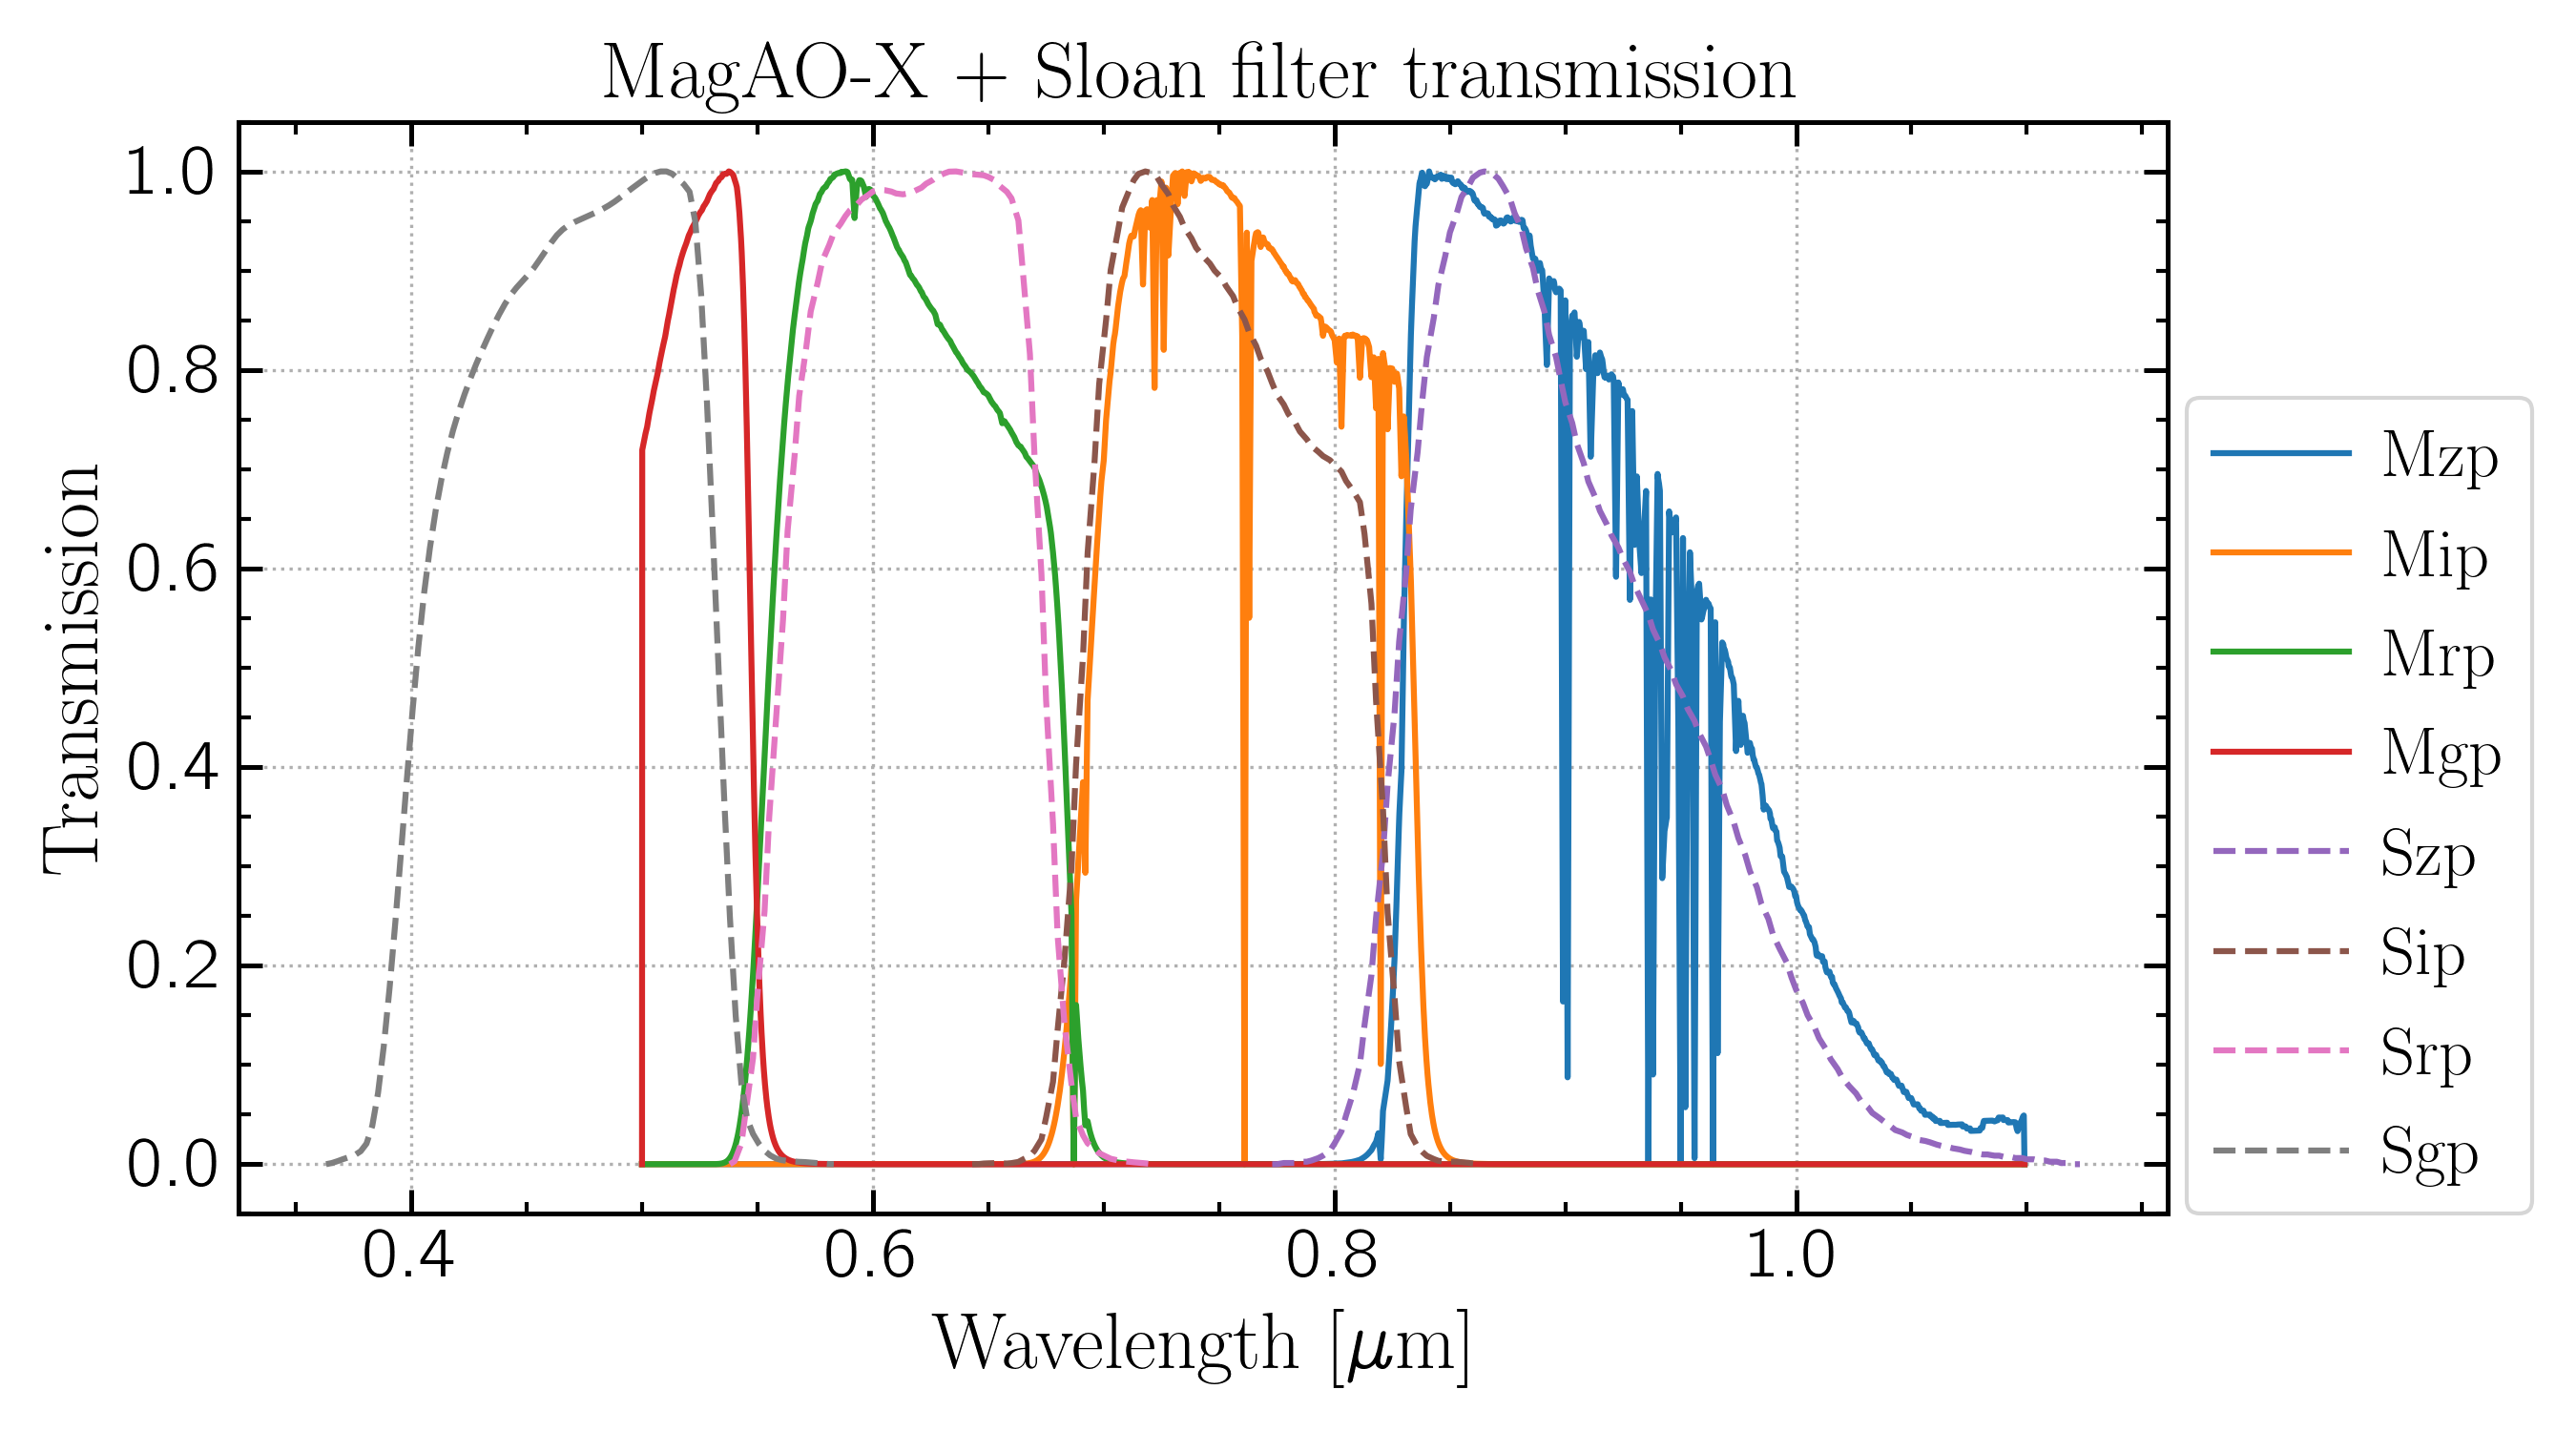 MagAO-X + Sloan filter transmission
Transmission
1.0
0.8
0.6
0.4
0.2
0.0
0.4 0.6 0.8 1.0
Wavelength [μm]
Mzp
Mip
Mrp
Mgp
Szp
Sip
Srp
Sgp